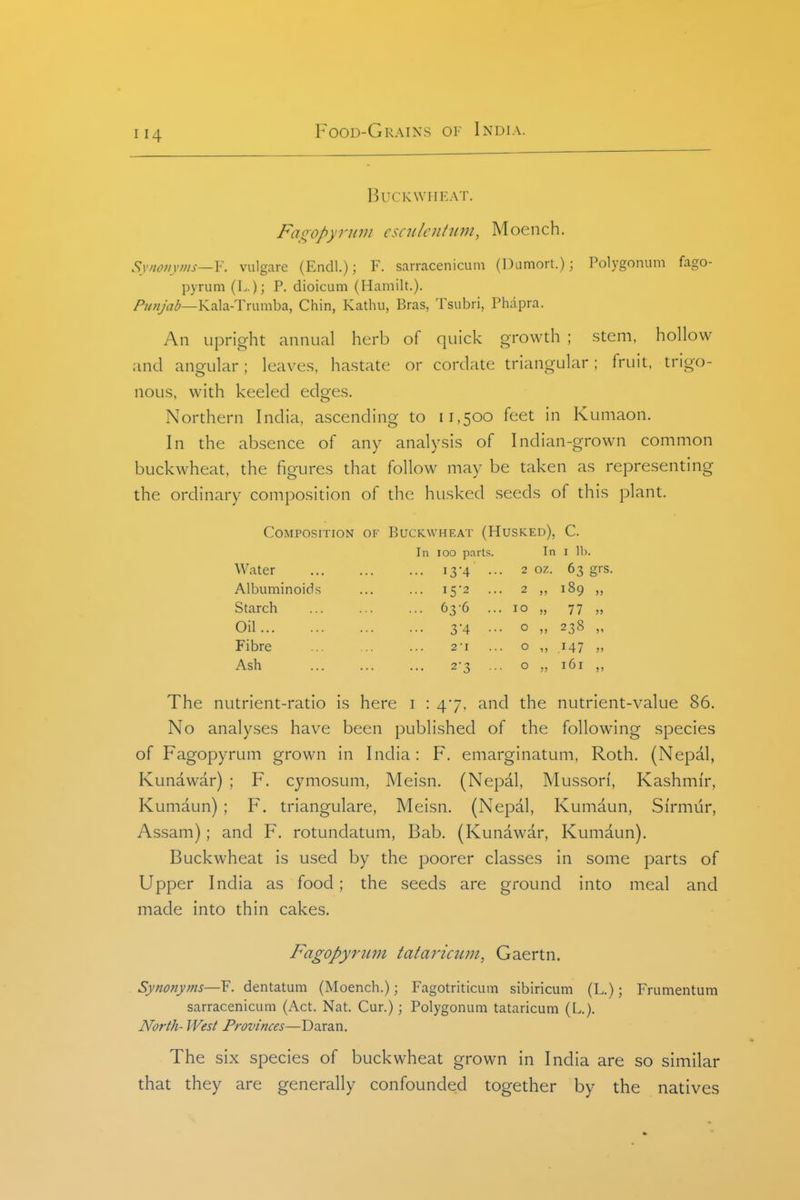 114 Food-Grains of India.
Buckwheat.
Fagopyrum esculentum, Moench.
Synonyms—F. vulgare (Endl.); F. sarracenicum (Dumort.); Polygonum fago-
pyrum (L.); P. dioicum (Hamilt.).
Punjab—Kala-Trumba, Chin, Kathu, Bras, Tsubri, Phápra.
An upright annual herb of quick growth ; stem, hollow
and angular ; leaves, hastate or cordate triangular ; fruit, trigo-
nous, with keeled edges.
Northern India, ascending to 11,500 feet in Kumaon.
In the absence of any analysis of Indian-grown common
buckwheat, the figures that follow may be taken as representing
the ordinary composition of the husked seeds of this plant.
Composition of Buckwheat (Husked), C.
In 100 parts. In 1 lb.
Water ... ... ... 13·4 ... 2 oz. 63 grs.
Albuminoids ... ... 15·2 ... 2 ,, 189 ,,
Starch ... ... ... 63·6 ... 10 ,, 77 ,,
Oil ... ... ... ... 3·4 ... 0 ,, 238 ,,
Fibre ... ... ... 2·1 ... 0 ,, 147 ,,
Ash ... ... ... 2·3 ... 0 ,, 161 ,,
The nutrient-ratio is here 1 : 4·7, and the nutrient-value 86.
No analyses have been published of the following species
of Fagopyrum grown in India : F. emarginatum, Roth. (Nepál,
Kunáwár) ; F. cymosum, Meisn. (Nepál, Mussorí, Kashmír,
Kumáun) ; F. triangulare, Meisn. (Nepál, Kumáun, Sírmúr,
Assam) ; and F. rotundatum, Bab. (Kunáwár, Kumáun).
Buckwheat is used by the poorer classes in some parts of
Upper India as food ; the seeds are ground into meal and
made into thin cakes.
Fagopyrum tataricum, Gaertn.
Synonyms—F. dentatum (Moench.) ; Fagotriticum sibiricum (L.) ; Frumentum
sarracenicum (Act. Nat. Cur.) ; Polygonum tataricum (L.).
North-West Provinces—Daran.
The six species of buckwheat grown in India are so similar
that they are generally confounded together by the natives